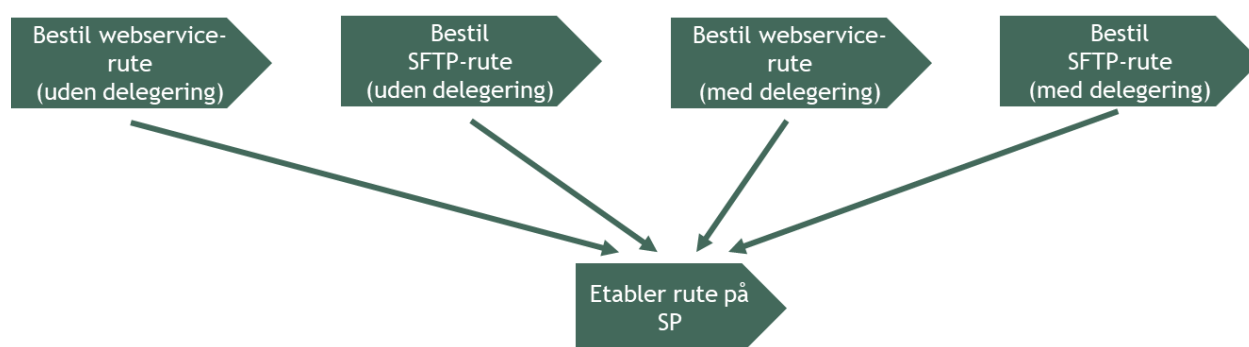 Bestil webservice-
rute
(uden delegering)
Bestil
SFTP-rute
(uden delegering)
Bestil webservice-
rute
(med delegering)
Bestil
SFTP-rute
(med delegering)
Etabler rute på
SP